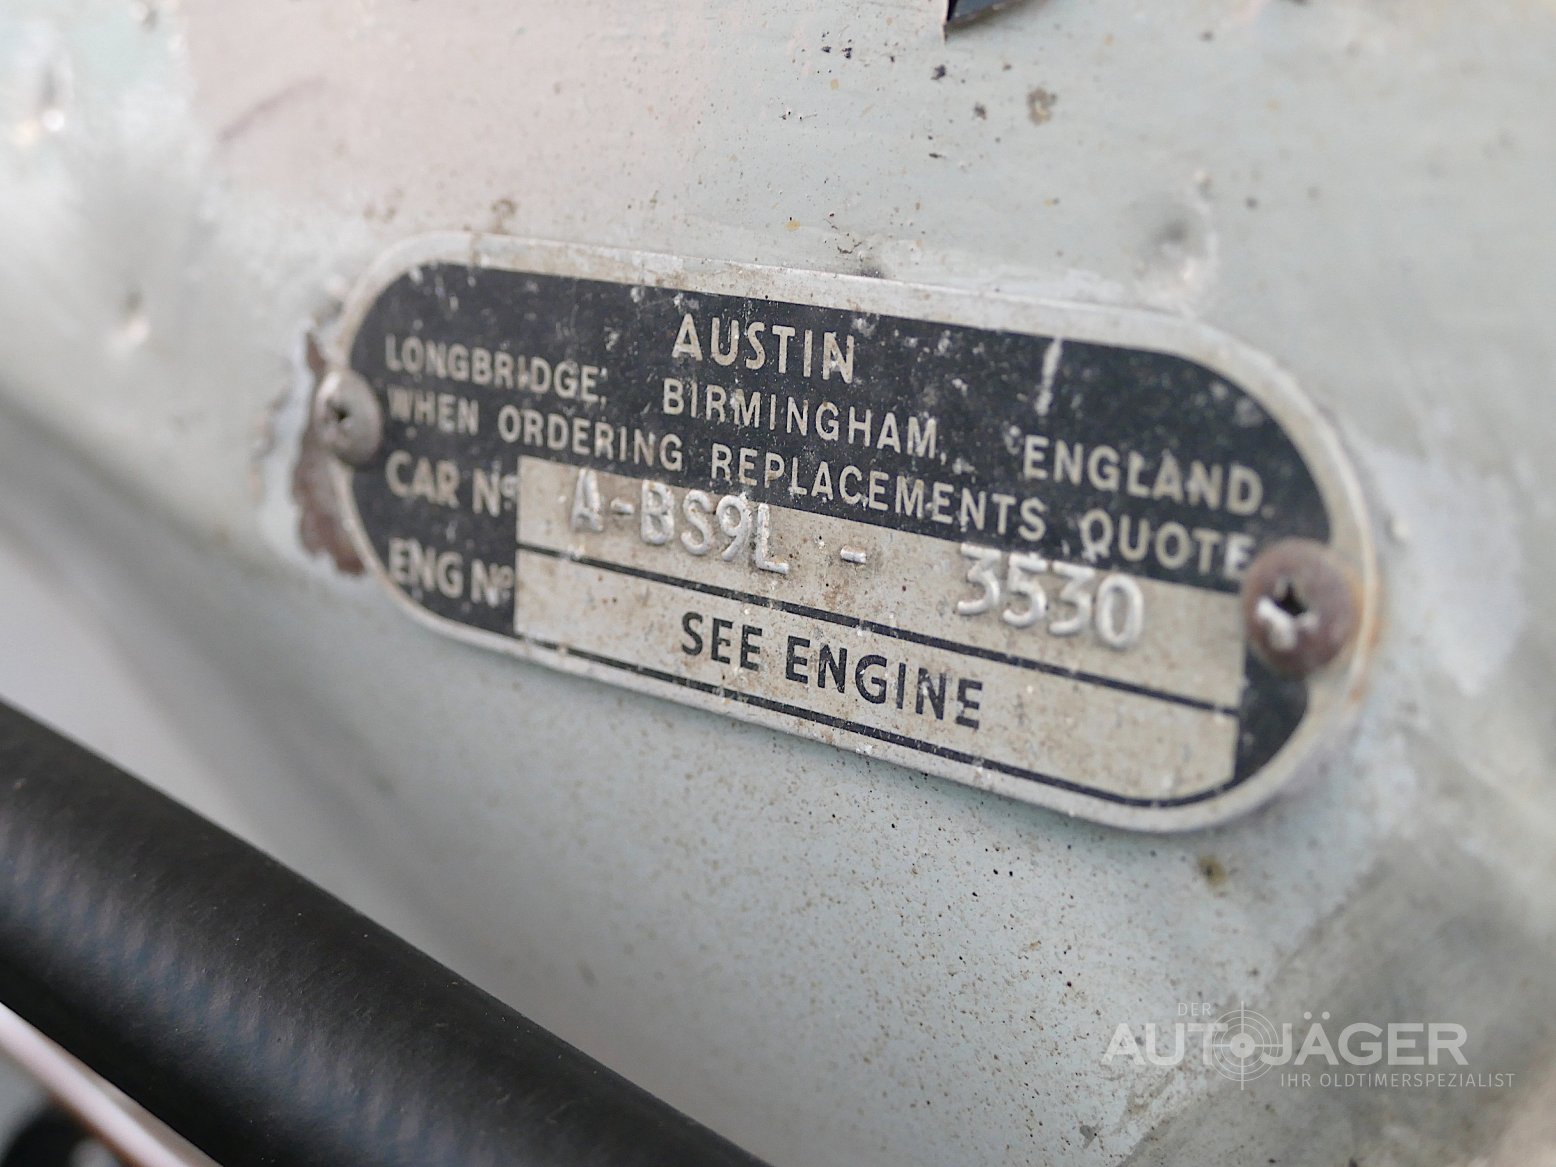 AUSTIN
LONGBRIDGE, BIRMINGHAM, ENGLAND.
WHEN ORDERING REPLACEMENTS QUOTE
CAR Nº A-BS9L - 3530
ENG Nº SEE ENGINE
DER
AUTOJÄGER
IHR OLDTIMERSPEZIALIST